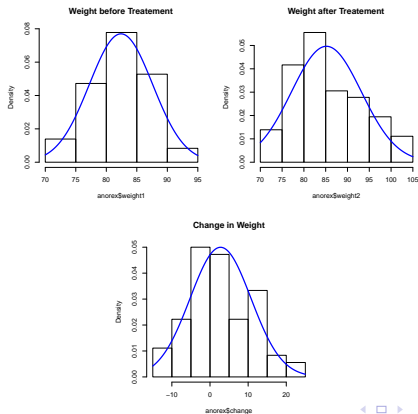 Weight before Treatement
Density
0.00 0.02 0.04 0.06 0.08
70 75 80 85 90 95
anorex$weight1
Weight after Treatement
Density
0.00 0.01 0.02 0.03 0.04 0.05
70 75 80 85 90 95 100 105
anorex$weight2
Change in Weight
Density
0.00 0.01 0.02 0.03 0.04 0.05
−10 0 10 20
anorex$change